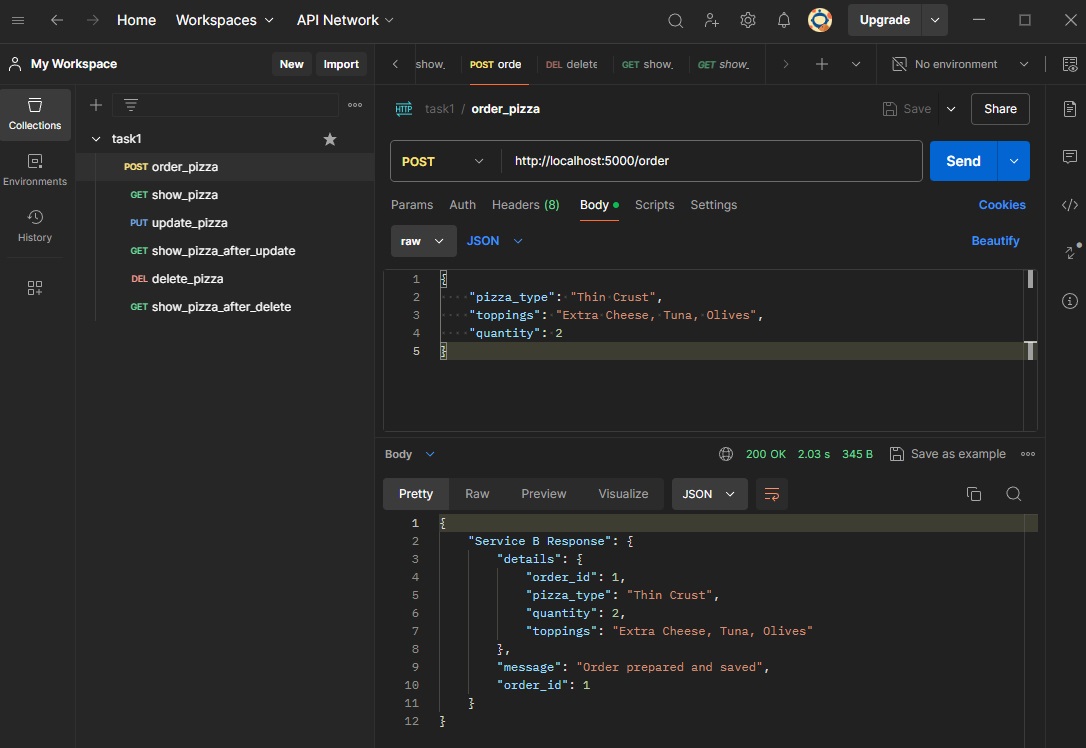 Home Workspaces API Network Upgrade
My Workspace New Import
show. POST orde DEL delete GET show. GET show. No environment
Collections
Environments
History
task1
POST order_pizza
GET show_pizza
PUT update_pizza
GET show_pizza_after_update
DEL delete_pizza
GET show_pizza_after_delete
HTTP task1 / order_pizza Save Share
POST http://localhost:5000/order Send
Params Auth Headers (8) Body Scripts Settings Cookies
raw JSON Beautify
1 {
2 "pizza_type": "Thin Crust",
3 "toppings": "Extra Cheese, Tuna, Olives",
4 "quantity": 2
5 }
Body 200 OK 2.03 s 345 B Save as example
Pretty Raw Preview Visualize JSON
1 {
2 "Service B Response": {
3 "details": {
4 "order_id": 1,
5 "pizza_type": "Thin Crust",
6 "quantity": 2,
7 "toppings": "Extra Cheese, Tuna, Olives"
8 },
9 "message": "Order prepared and saved",
10 "order_id": 1
11 }
12 }